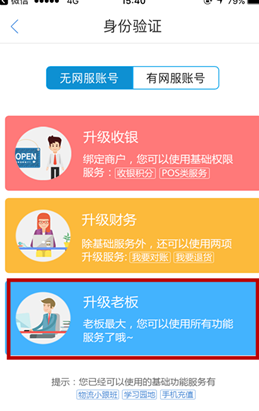 微信 4G 15:40 79%
身份验证
无网服账号 有网服账号
升级收银
OPEN
绑定商户，您可以使用基础权限
服务： 收银积分 POS类服务
升级财务
除基础服务外，还可以使用两项
升级服务: 我要对账 我要退货
升级老板
老板最大，您可以使用所有功能
服务了哦~
提示：您已经可以使用的基础功能服务有
物流小跟班 学习园地 手机充值